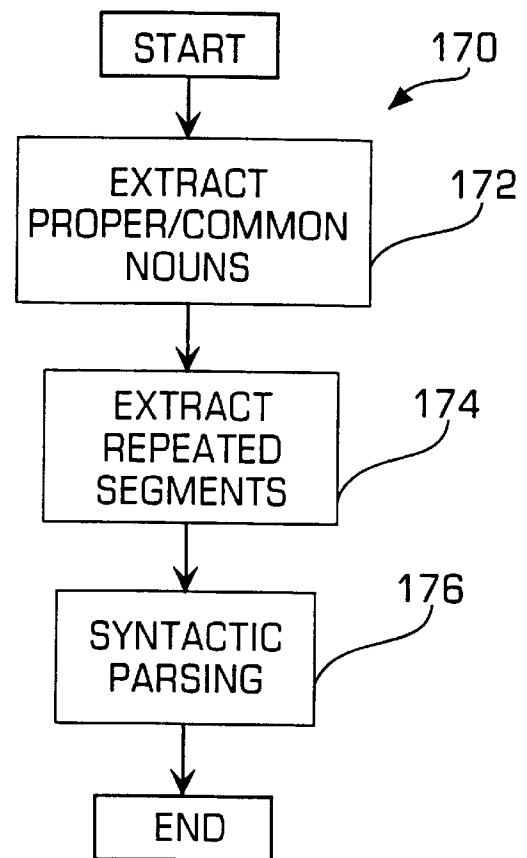 START
170
EXTRACT
PROPER/COMMON
NOUNS
172
EXTRACT
REPEATED
SEGMENTS
174
SYNTACTIC
PARSING
176
END